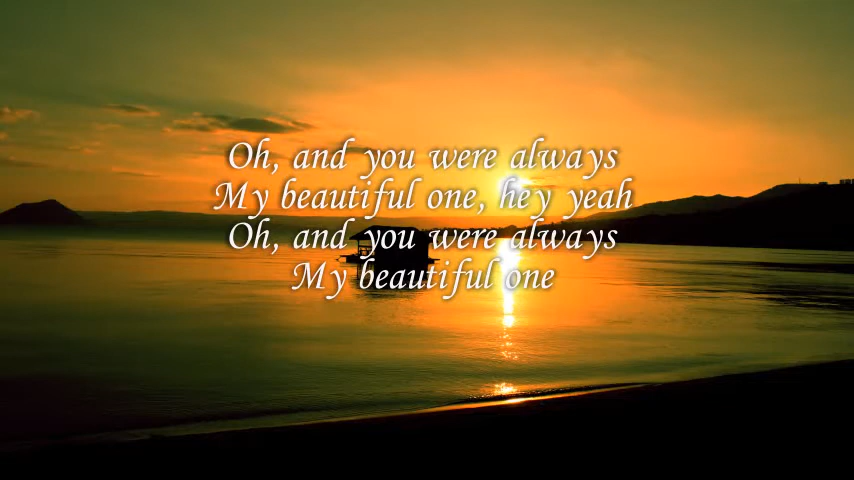 Oh, and you were always
My beautiful one, hey yeah
Oh, and you were always
My beautiful one